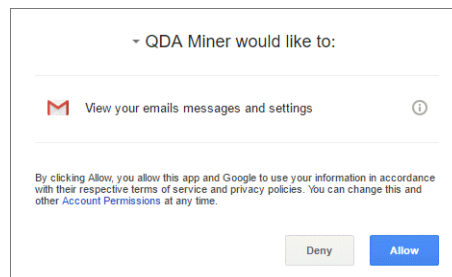 QDA Miner would like to:
View your emails messages and settings
By clicking Allow, you allow this app and Google to use your information in accordance
with their respective terms of service and privacy policies. You can change this and
other Account Permissions at any time.
Deny
Allow